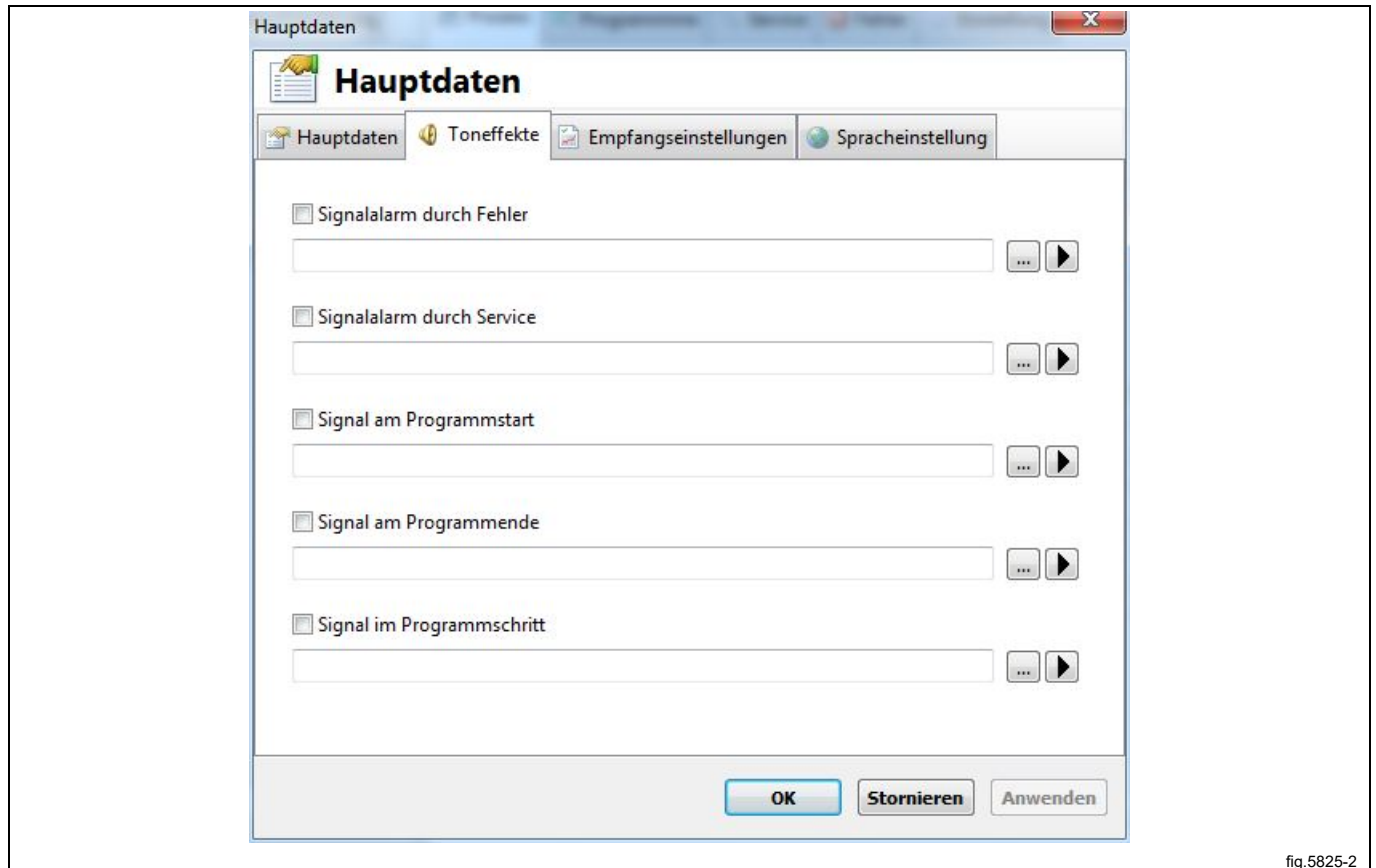 Hauptdaten
Hauptdaten
Hauptdaten Toneffekte Empfangseinstellungen Spracheinstellung
Signalalarm durch Fehler
...
Signalalarm durch Service
...
Signal am Programmstart
...
Signal am Programmende
...
Signal im Programmschritt
...
OK Stornieren Anwenden
fig.5825-2